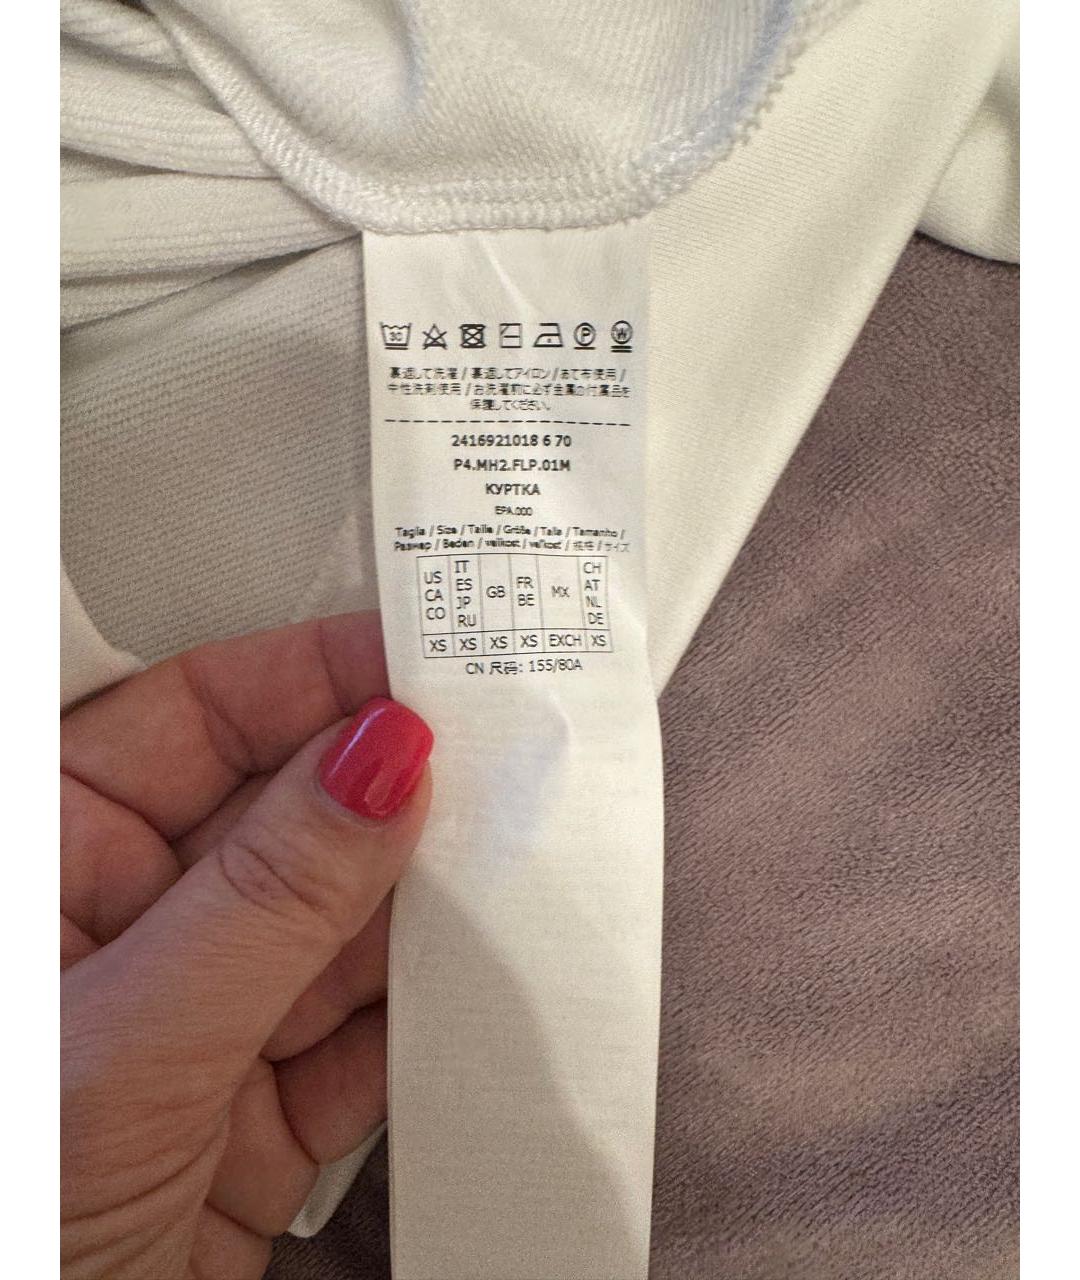 30
P
W
裏返して洗濯 / 裏返してアイロン / あて布使用 /
中性洗剤使用 / お洗濯前に必ず金属の付属品を
保護してください。
2416921018 6 70
P4.MH2.FLP.01M
КУРТКА
EPA.000
Taglia / Size / Taille / Größe / Talla / Tamanho /
Размер / Beden / velikost / veľkosť / 规格 / サイズ
US CA CO
IT ES JP RU
GB
FR BE
MX
CH AT NL DE
XS XS XS XS EXCH XS
CN 尺码: 155/80A